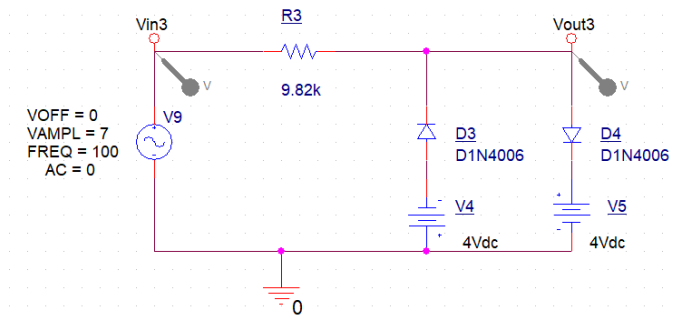 R3
Vin3
Vout3
V
V
9.82k
VOFF = 0
VAMPL = 7
FREQ = 100
AC = 0
V9
+
-
D3
D1N4006
D4
D1N4006
-
V4
+
4Vdc
+
V5
-
4Vdc
0